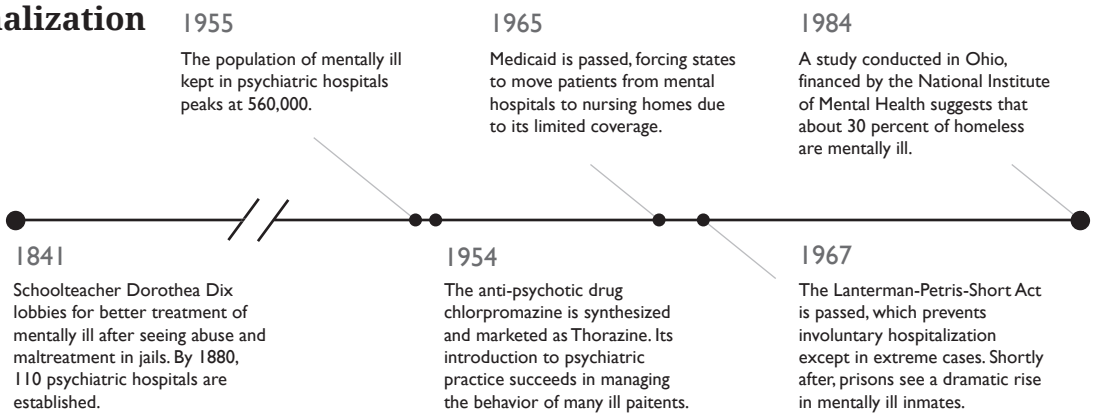 alization
1955
The population of mentally ill
kept in psychiatric hospitals
peaks at 560,000.
1965
Medicaid is passed, forcing states
to move patients from mental
hospitals to nursing homes due
to its limited coverage.
1984
A study conducted in Ohio,
financed by the National Institute
of Mental Health suggests that
about 30 percent of homeless
are mentally ill.
1841
Schoolteacher Dorothea Dix
lobbies for better treatment of
mentally ill after seeing abuse and
maltreatment in jails. By 1880,
110 psychiatric hospitals are
established.
1954
The anti-psychotic drug
chlorpromazine is synthesized
and marketed as Thorazine. Its
introduction to psychiatric
practice succeeds in managing
the behavior of many ill paitents.
1967
The Lanterman-Petris-Short Act
is passed, which prevents
involuntary hospitalization
except in extreme cases. Shortly
after, prisons see a dramatic rise
in mentally ill inmates.